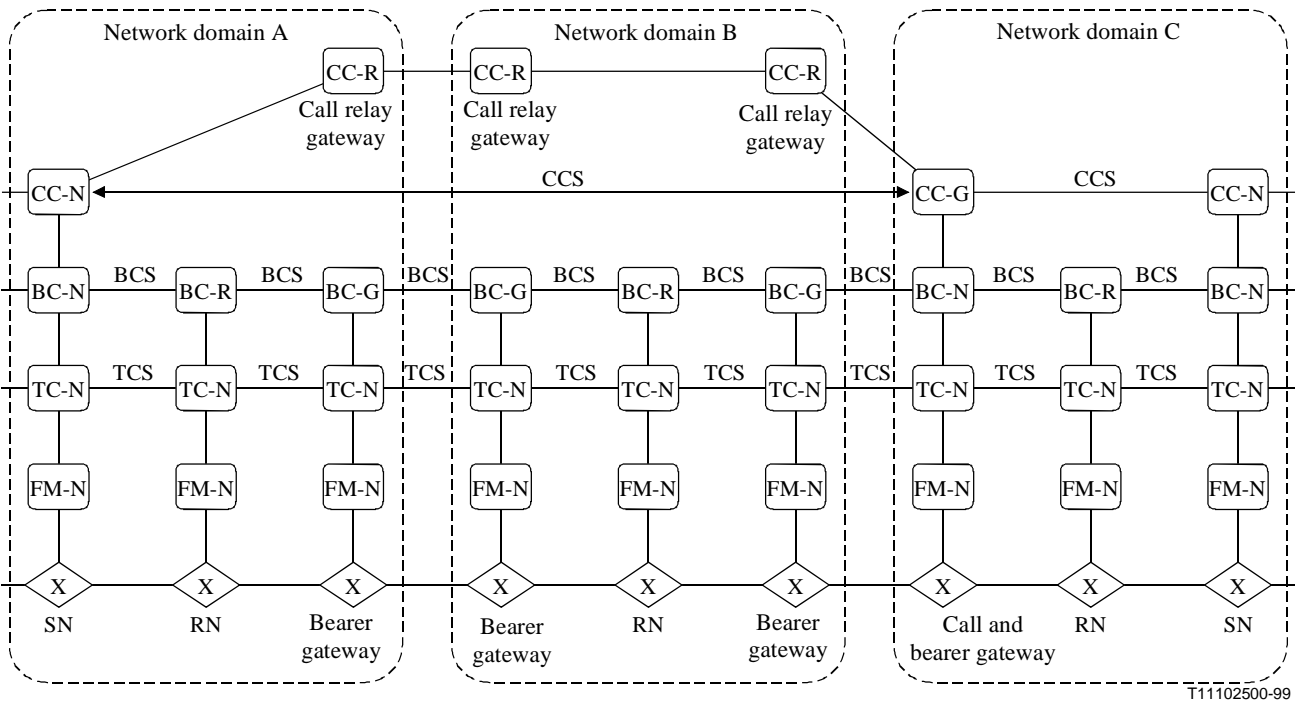 Network domain A
Network domain B
Network domain C
CC-R
CC-R
CC-R
Call relay
gateway
Call relay
gateway
Call relay
gateway
CC-N
CCS
CC-G
CCS
CC-N
BC-N
BCS
BC-R
BCS
BC-G
BCS
BC-G
BCS
BC-R
BCS
BC-G
BCS
BC-N
BCS
BC-R
BCS
BC-N
TC-N
TCS
TC-N
TCS
TC-N
TCS
TC-N
TCS
TC-N
TCS
TC-N
TCS
TC-N
TCS
TC-N
TCS
TC-N
FM-N
FM-N
FM-N
FM-N
FM-N
FM-N
FM-N
FM-N
FM-N
X
X
X
X
X
X
X
X
X
SN
RN
Bearer
gateway
Bearer
gateway
RN
Bearer
gateway
Call and
bearer gateway
RN
SN
T11102500-99